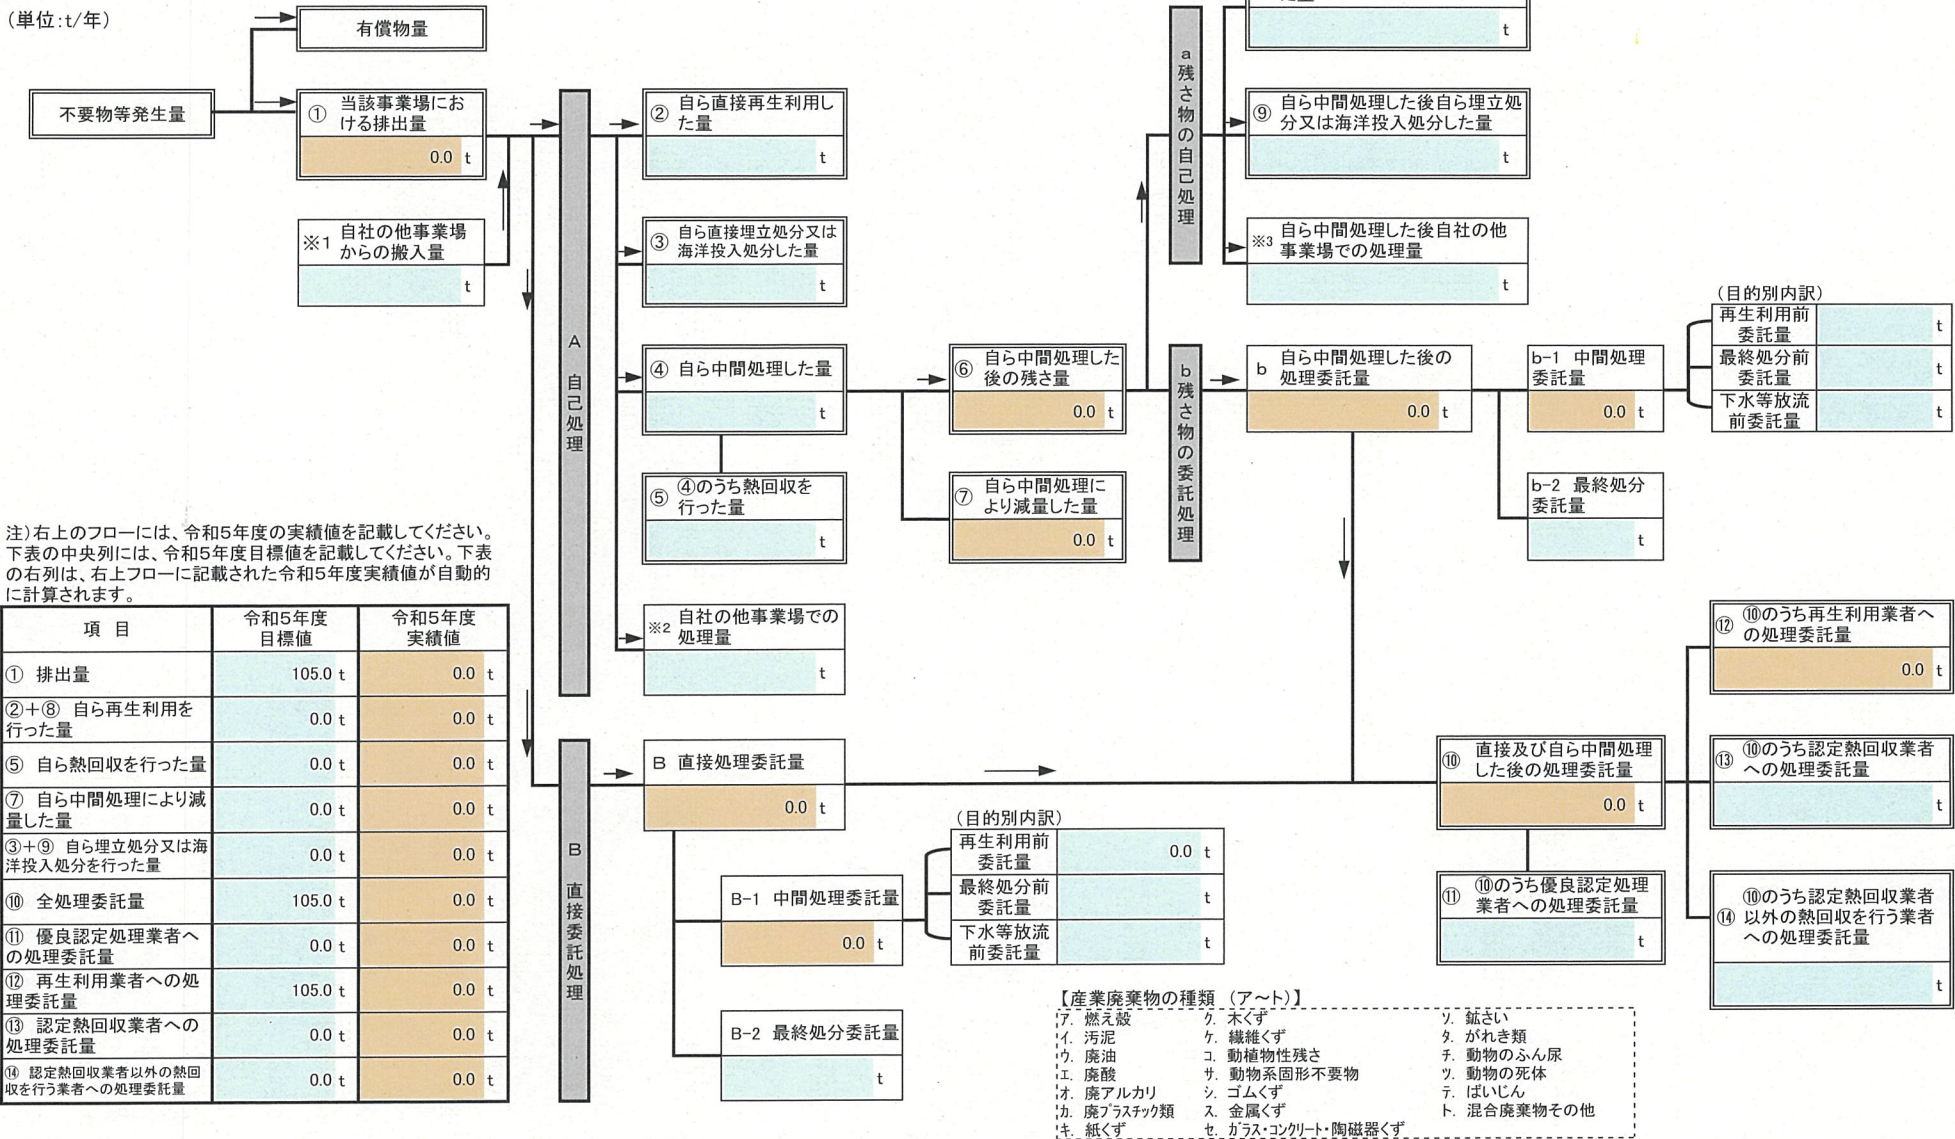 (単位:t/年)
有償物量
不要物等発生量
① 当該事業場にお
ける排出量
0.0 t
※1 自社の他事業場
からの搬入量
t
A 自己処理
② 自ら直接再生利用し
た量
t
③ 自ら直接埋立処分又は
海洋投入処分した量
t
④ 自ら中間処理した量
t
⑤ ④のうち熱回収を
行った量
t
※2 自社の他事業場での
処理量
t
⑥ 自ら中間処理した
後の残さ量
0.0 t
⑦ 自ら中間処理に
より減量した量
0.0 t
a 残さ物の自己処理
t
⑨ 自ら中間処理した後自ら埋立処
分又は海洋投入処分した量
t
※3 自ら中間処理した後自社の他
事業場での処理量
t
b 残さ物の委託処理
b 自ら中間処理した後の
処理委託量
0.0 t
b-1 中間処理
委託量
0.0 t
(目的別内訳)
再生利用前
委託量
t
最終処分前
委託量
t
下水等放流
前委託量
t
b-2 最終処分
委託量
t
注)右上のフローには、令和5年度の実績値を記載してください。
下表の中央列には、令和5年度目標値を記載してください。下表
の右列は、右上フローに記載された令和5年度実績値が自動的
に計算されます。
項 目
令和5年度
目標値
令和5年度
実績値
① 排出量 105.0 t 0.0 t
②+⑧ 自ら再生利用を
行った量
0.0 t 0.0 t
⑤ 自ら熱回収を行った量 0.0 t 0.0 t
⑦ 自ら中間処理により減
量した量
0.0 t 0.0 t
③+⑨ 自ら埋立処分又は海
洋投入処分を行った量
0.0 t 0.0 t
⑩ 全処理委託量 105.0 t 0.0 t
⑪ 優良認定処理業者へ
の処理委託量
0.0 t 0.0 t
⑫ 再生利用業者への処
理委託量
105.0 t 0.0 t
⑬ 認定熱回収業者への
処理委託量
0.0 t 0.0 t
⑭ 認定熱回収業者以外の熱回
収を行う業者への処理委託量
0.0 t 0.0 t
B 直接委託処理
B 直接処理委託量
0.0 t
B-1 中間処理委託量
0.0 t
(目的別内訳)
再生利用前
委託量
0.0 t
最終処分前
委託量
t
下水等放流
前委託量
t
B-2 最終処分委託量
t
⑩ 直接及び自ら中間処理
した後の処理委託量
0.0 t
⑪ ⑩のうち優良認定処理
業者への処理委託量
t
⑫ ⑩のうち再生利用業者へ
の処理委託量
0.0 t
⑬ ⑩のうち認定熱回収業者
への処理委託量
t
⑭ ⑩のうち認定熱回収業者
以外の熱回収を行う業者
への処理委託量
t
【産業廃棄物の種類 (ア~ト)】
ア. 燃え殻 ク. 木くず ソ. 鉱さい
イ. 汚泥 ケ. 繊維くず タ. がれき類
ウ. 廃油 コ. 動植物性残さ チ. 動物のふん尿
エ. 廃酸 サ. 動物系固形不要物 ツ. 動物の死体
オ. 廃アルカリ シ. ゴムくず テ. ばいじん
カ. 廃プラスチック類 ス. 金属くず ト. 混合廃棄物その他
キ. 紙くず セ. ガラス・コンクリート・陶磁器くず